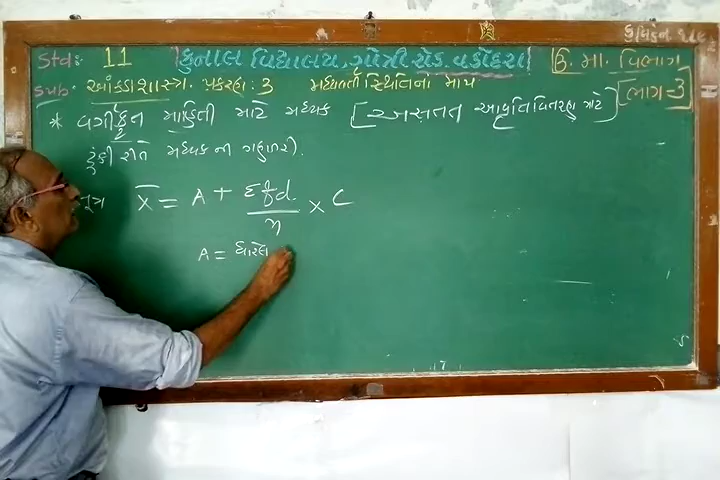 Std: 11 કુનાલ વિદ્યાલય, ગોત્રી રોડ, વડોદરા ઉ. મા. વિભાગ
Sub: આંકડાશાસ્ત્ર. પ્રકરણ: 3 મધ્યવર્તી સ્થિતિના માપ ભાગ = 3
* વર્ગીકૃત માહિતી માટે મધ્યક [અસતત આવૃત્તિવિતરણ માટે]
ટૂંકી રીતે મધ્યક ની ગણતરી.
સૂત્ર x̄ = A + Σfd/n × C
A = ધારેલ